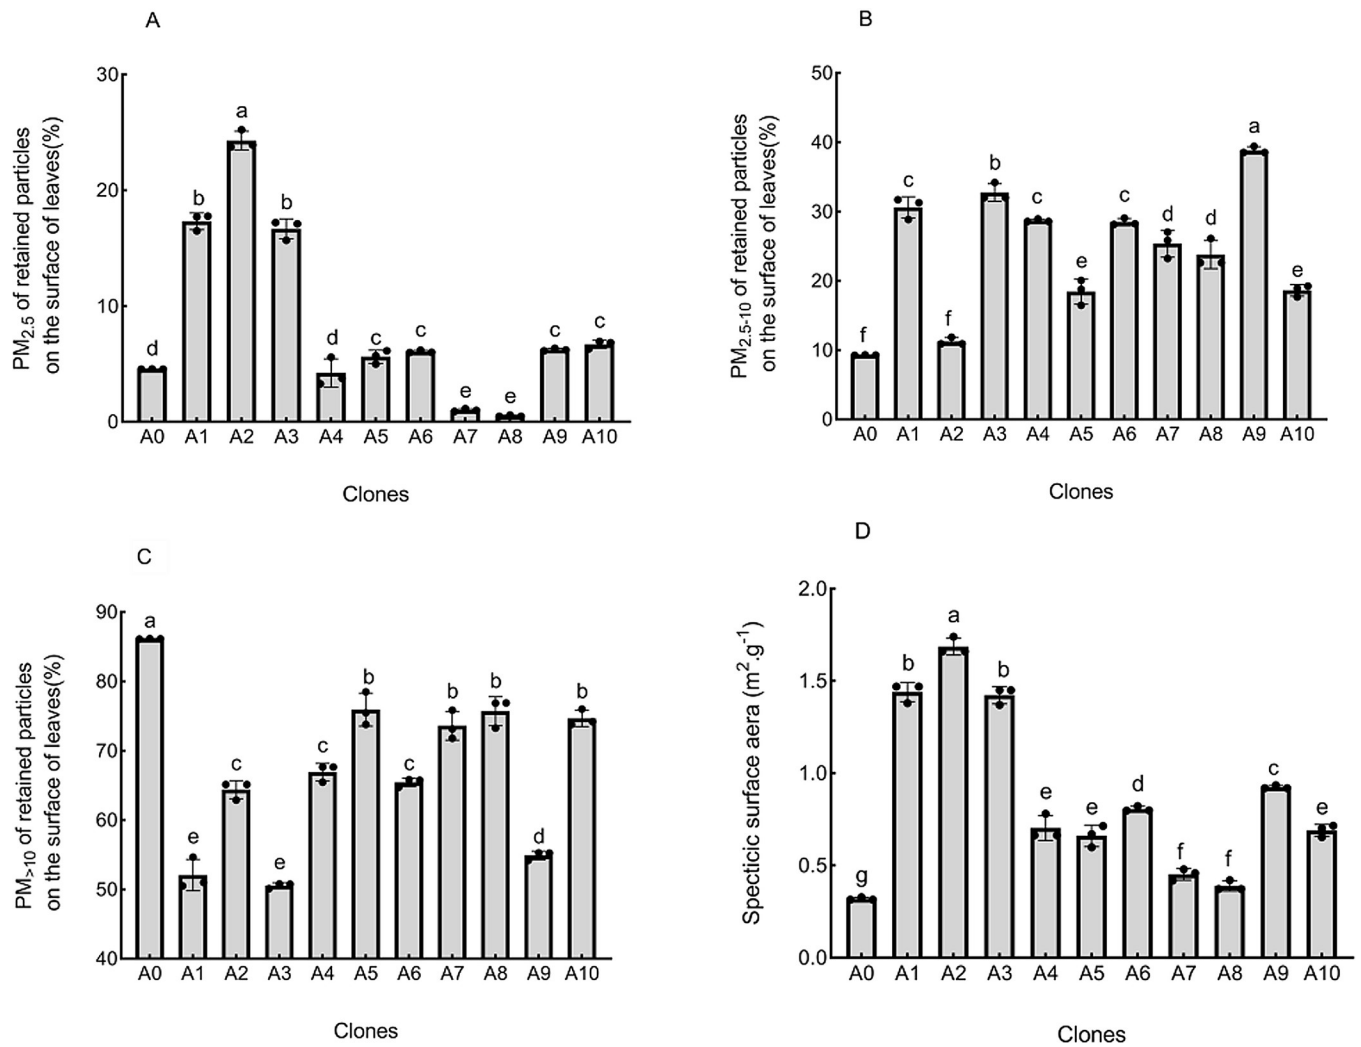 A
PM2.5 of retained particles
on the surface of leaves(%)
30
20
10
0
a
b
b
d
d
c
c
e
e
c
c
A0 A1 A2 A3 A4 A5 A6 A7 A8 A9 A10
Clones
B
PM2.5-10 of retained particles
on the surface of leaves(%)
50
40
30
20
10
0
f
c
f
b
c
e
c
d
d
a
e
A0 A1 A2 A3 A4 A5 A6 A7 A8 A9 A10
Clones
C
PM>10 of retained particles
on the surface of leaves(%)
90
80
70
60
50
40
a
e
c
e
c
b
c
b
b
d
b
A0 A1 A2 A3 A4 A5 A6 A7 A8 A9 A10
Clones
D
Specticic surface aera (m2.g-1)
2.0
1.5
1.0
0.5
0.0
g
b
a
b
e
e
d
f
f
c
e
A0 A1 A2 A3 A4 A5 A6 A7 A8 A9 A10
Clones